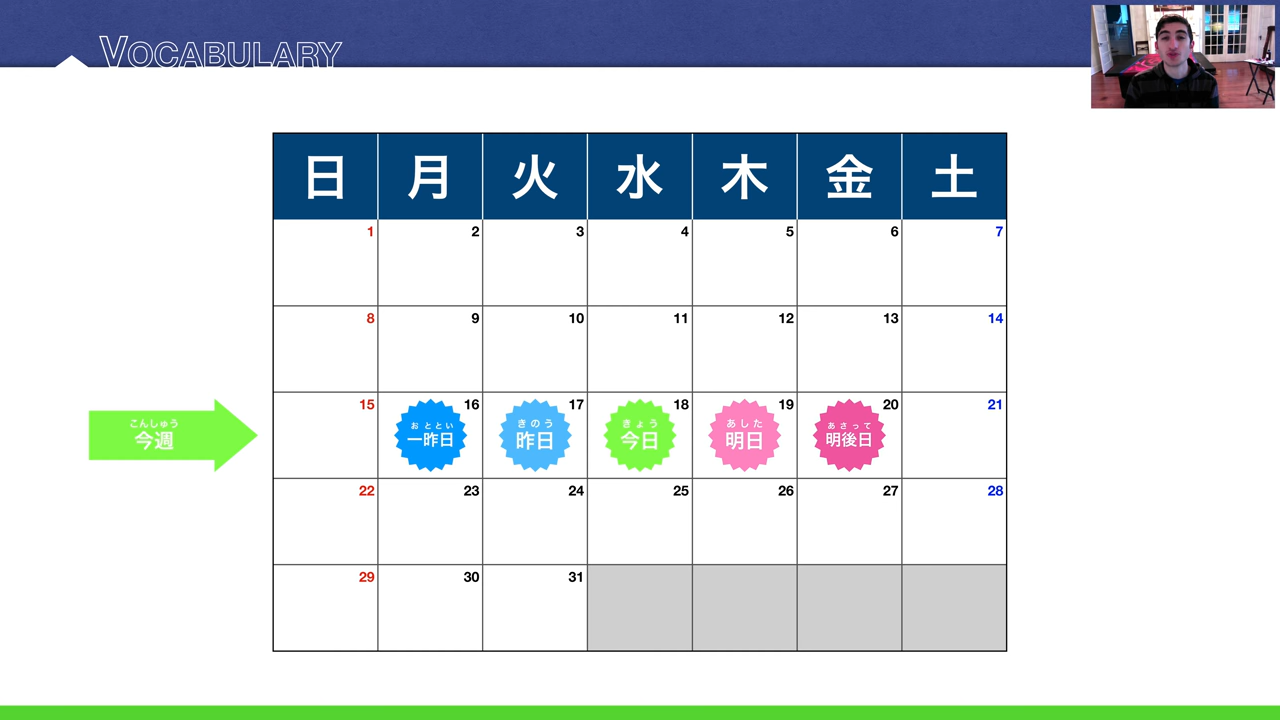 VOCABULARY
日 月 火 水 木 金 土
1 2 3 4 5 6 7
8 9 10 11 12 13 14
15 16 17 18 19 20 21
こんしゅう
今週
おととい きのう きょう あした あさって
一昨日 昨日 今日 明日 明後日
22 23 24 25 26 27 28
29 30 31